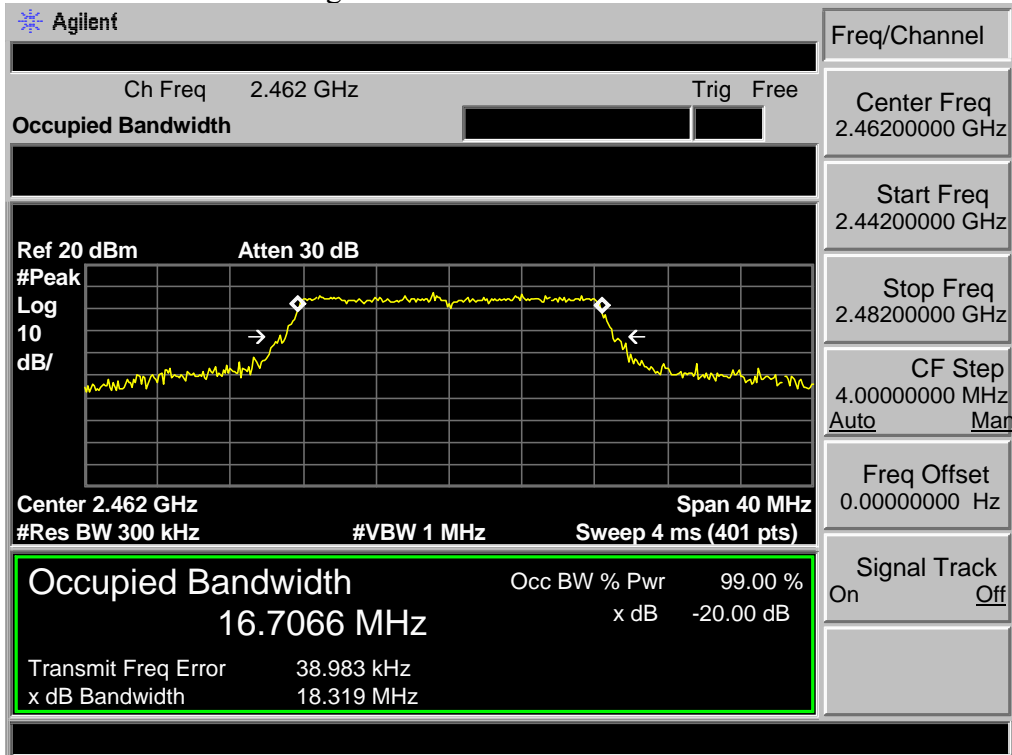 Agilent
Freq/Channel
Ch Freq 2.462 GHz Trig Free
Occupied Bandwidth
Center Freq
2.46200000 GHz
Start Freq
2.44200000 GHz
Stop Freq
2.48200000 GHz
CF Step
4.00000000 MHz
Auto Man
Freq Offset
0.00000000 Hz
Signal Track
On Off
Ref 20 dBm Atten 30 dB
#Peak
Log
10
dB/
Center 2.462 GHz Span 40 MHz
#Res BW 300 kHz #VBW 1 MHz Sweep 4 ms (401 pts)
Occupied Bandwidth Occ BW % Pwr 99.00 %
16.7066 MHz x dB -20.00 dB
Transmit Freq Error 38.983 kHz
x dB Bandwidth 18.319 MHz